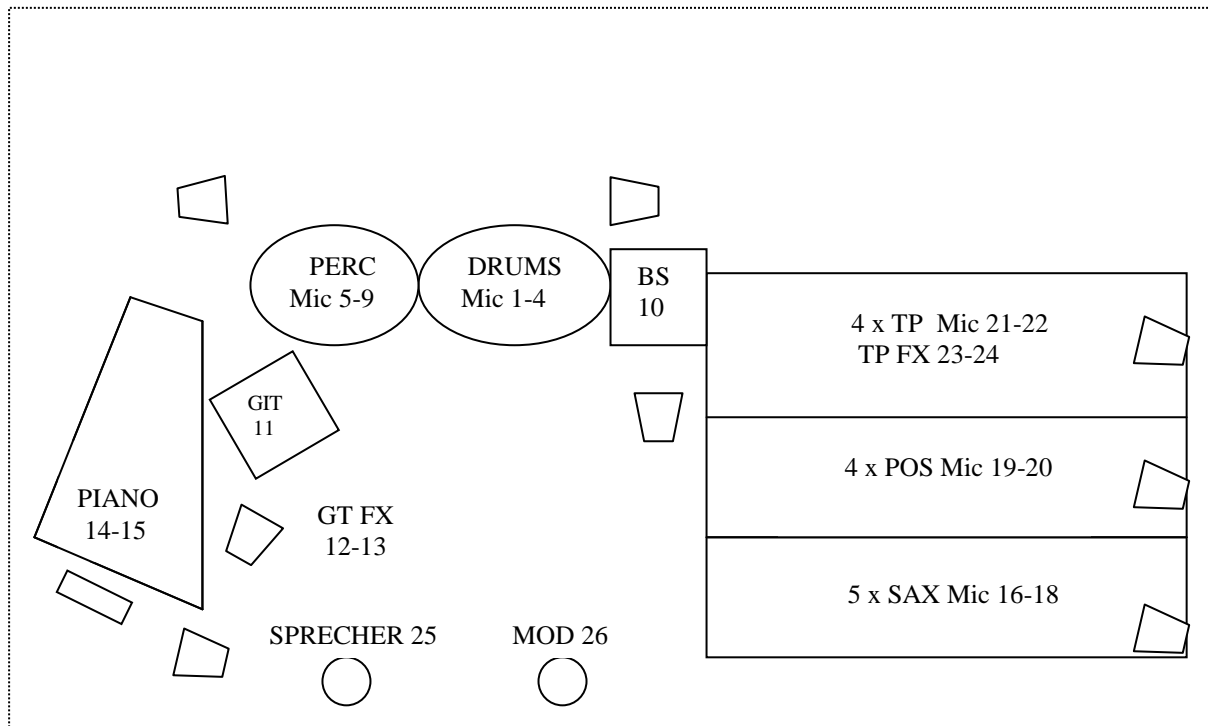 PERC
Mic 5-9
DRUMS
Mic 1-4
BS
10
4 x TP Mic 21-22
TP FX 23-24
GIT
11
4 x POS Mic 19-20
PIANO
14-15
GT FX
12-13
5 x SAX Mic 16-18
SPRECHER 25
MOD 26